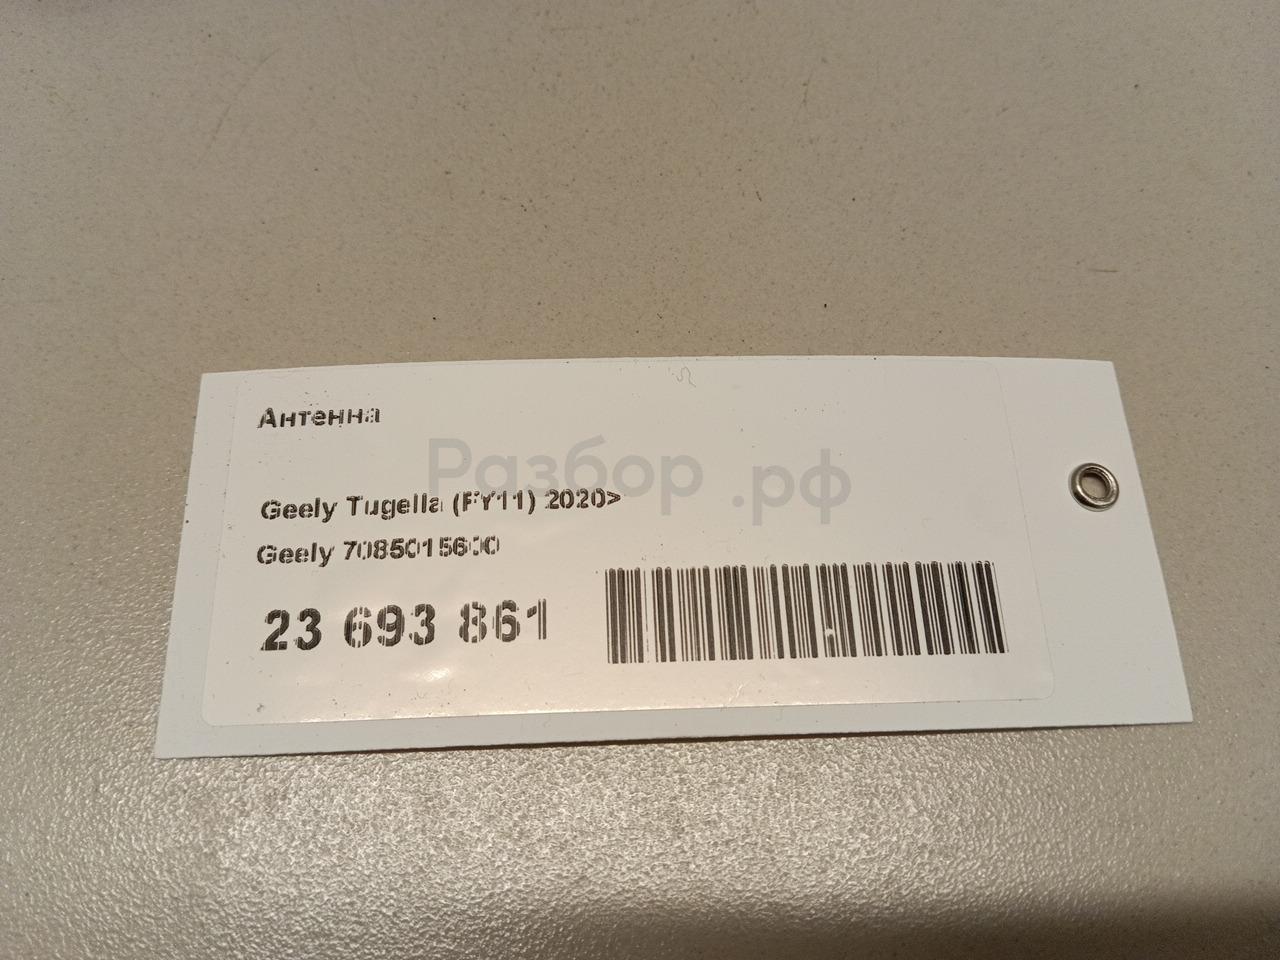 Антенна
Разбор.рф
Geely Tugella (FY11) 2020>
Geely 7085015600
23 693 861